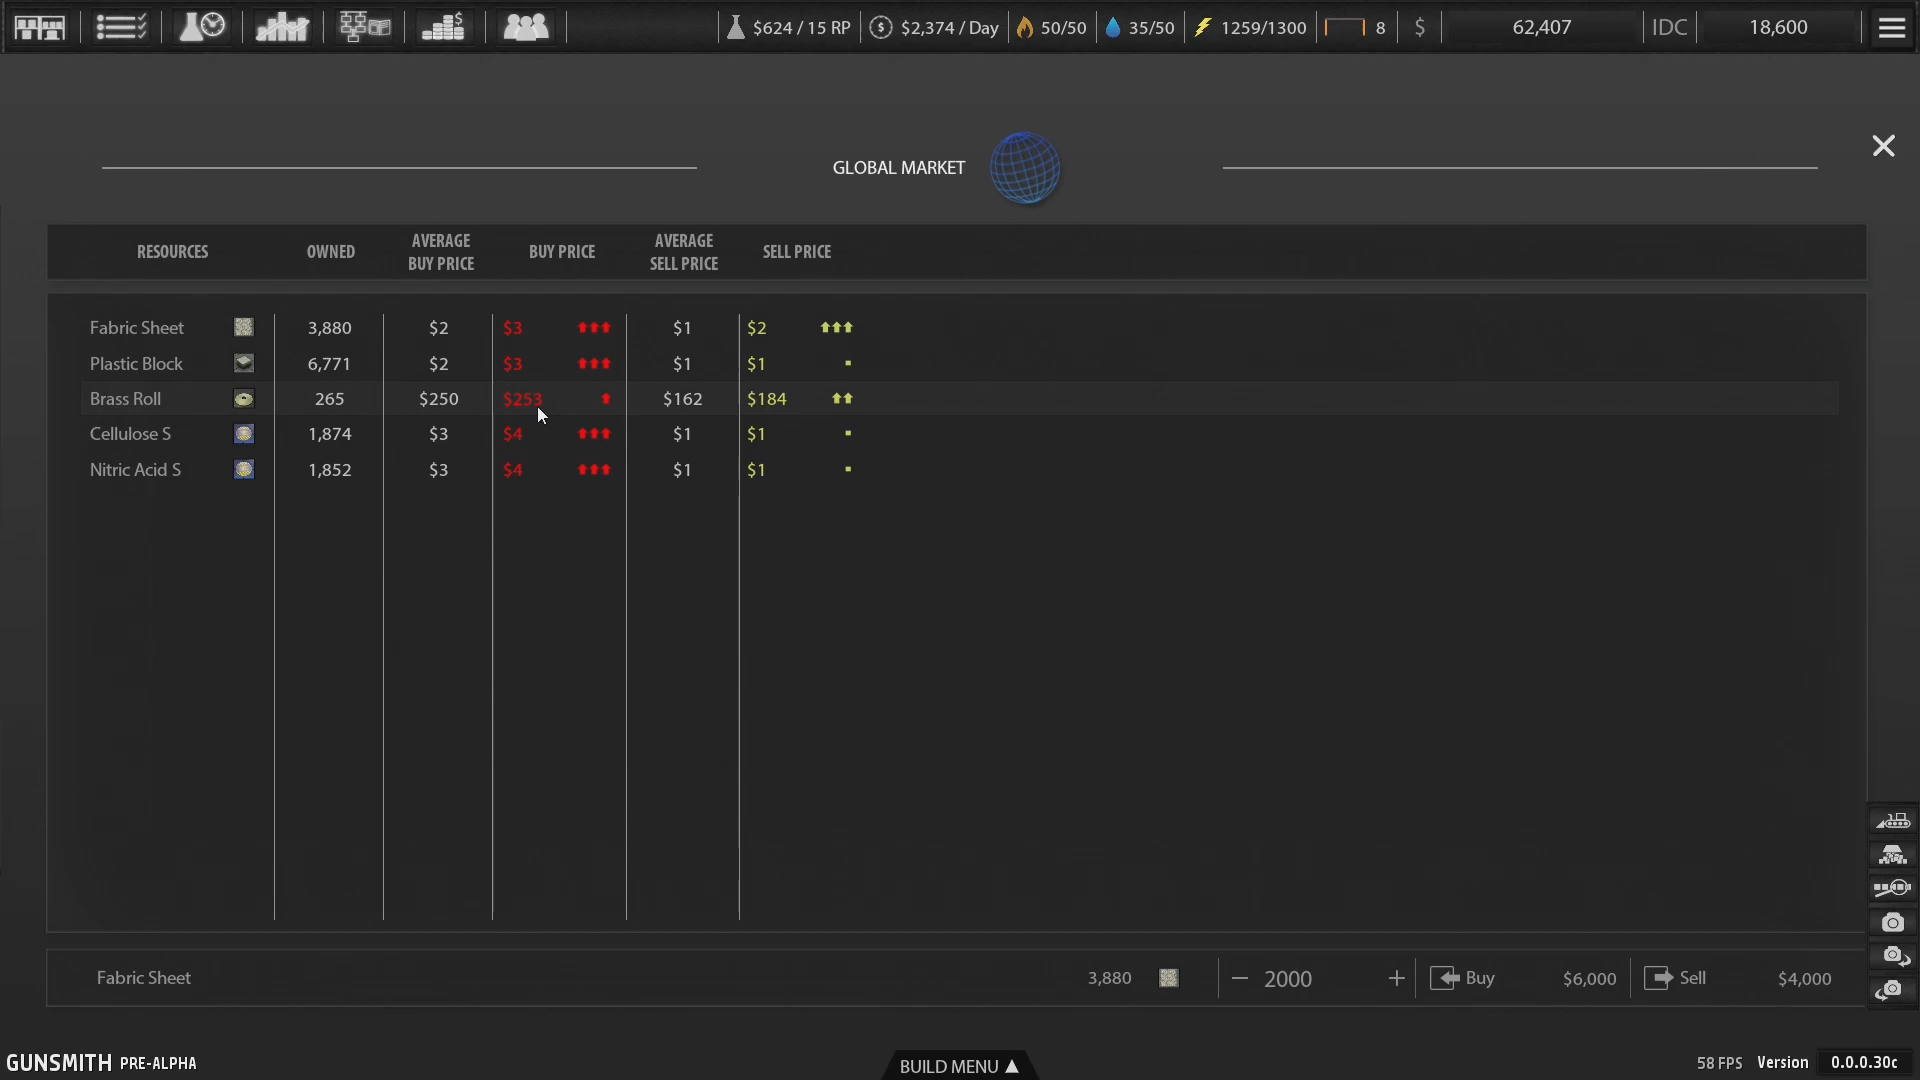 $624 / 15 RP $2,374 / Day 50/50 35/50 1259/1300 8 $ 62,407 IDC 18,600
GLOBAL MARKET
RESOURCES OWNED AVERAGE BUY PRICE BUY PRICE AVERAGE SELL PRICE SELL PRICE
Fabric Sheet 3,880 $2 $3 $1 $2
Plastic Block 6,771 $2 $3 $1 $1
Brass Roll 265 $250 $253 $162 $184
Cellulose S 1,874 $3 $4 $1 $1
Nitric Acid S 1,852 $3 $4 $1 $1
Fabric Sheet 3,880 — 2000 + Buy $6,000 Sell $4,000
GUNSMITH PRE-ALPHA BUILD MENU ▲ 58 FPS Version 0.0.0.30c